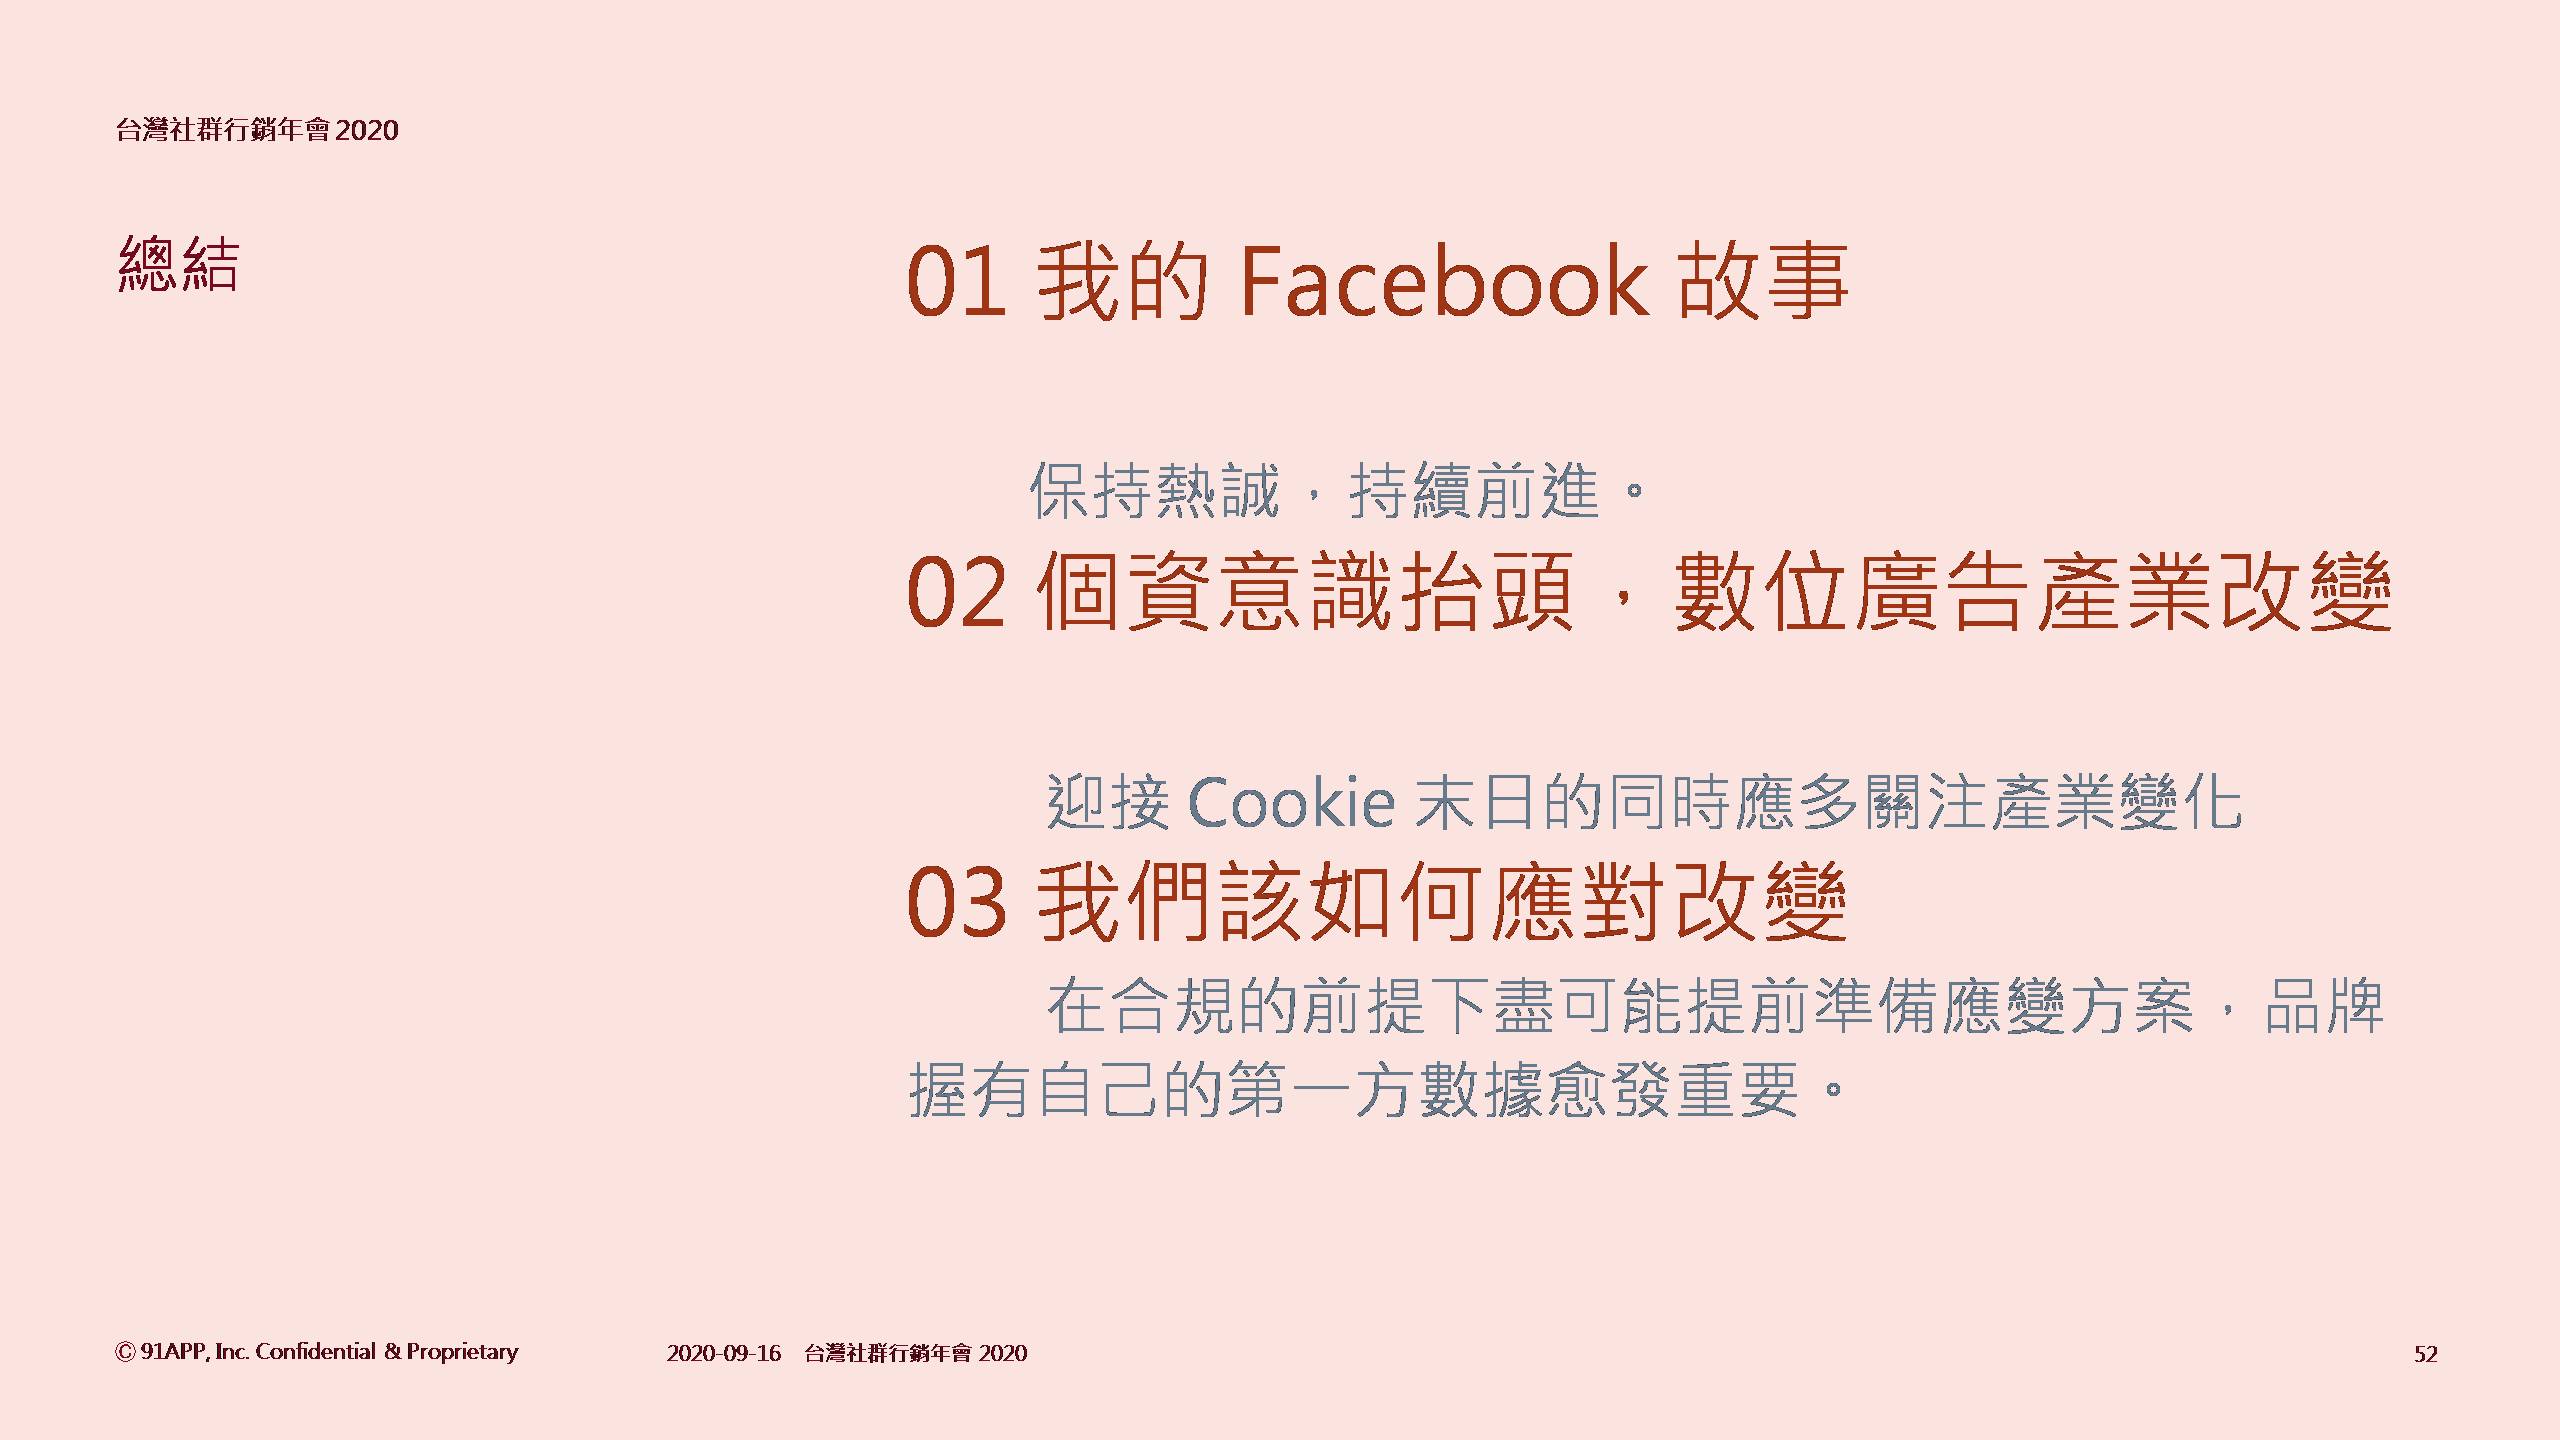 台灣社群行銷年會 2020
總結
01 我的 Facebook 故事
保持熱誠，持續前進。
02 個資意識抬頭，數位廣告產業改變
迎接 Cookie 末日的同時應多關注產業變化
03 我們該如何應對改變
在合規的前提下盡可能提前準備應變方案，品牌
握有自己的第一方數據愈發重要。
© 91APP, Inc. Confidential & Proprietary 2020-09-16 台灣社群行銷年會 2020 52